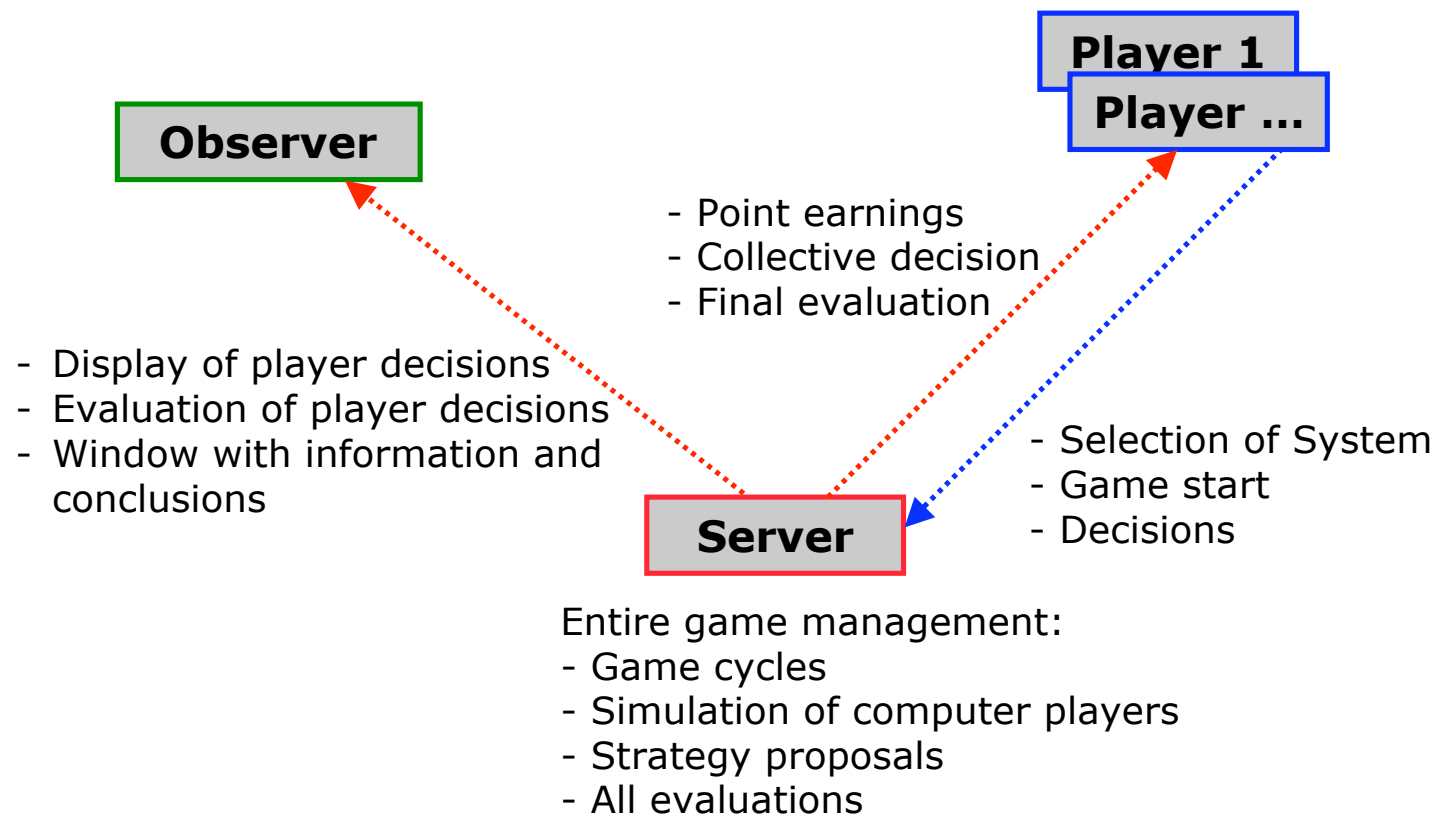 Player 1
Player ...
Observer
- Point earnings
- Collective decision
- Final evaluation
- Display of player decisions
- Evaluation of player decisions
- Window with information and
conclusions
- Selection of System
- Game start
- Decisions
Server
Entire game management:
- Game cycles
- Simulation of computer players
- Strategy proposals
- All evaluations